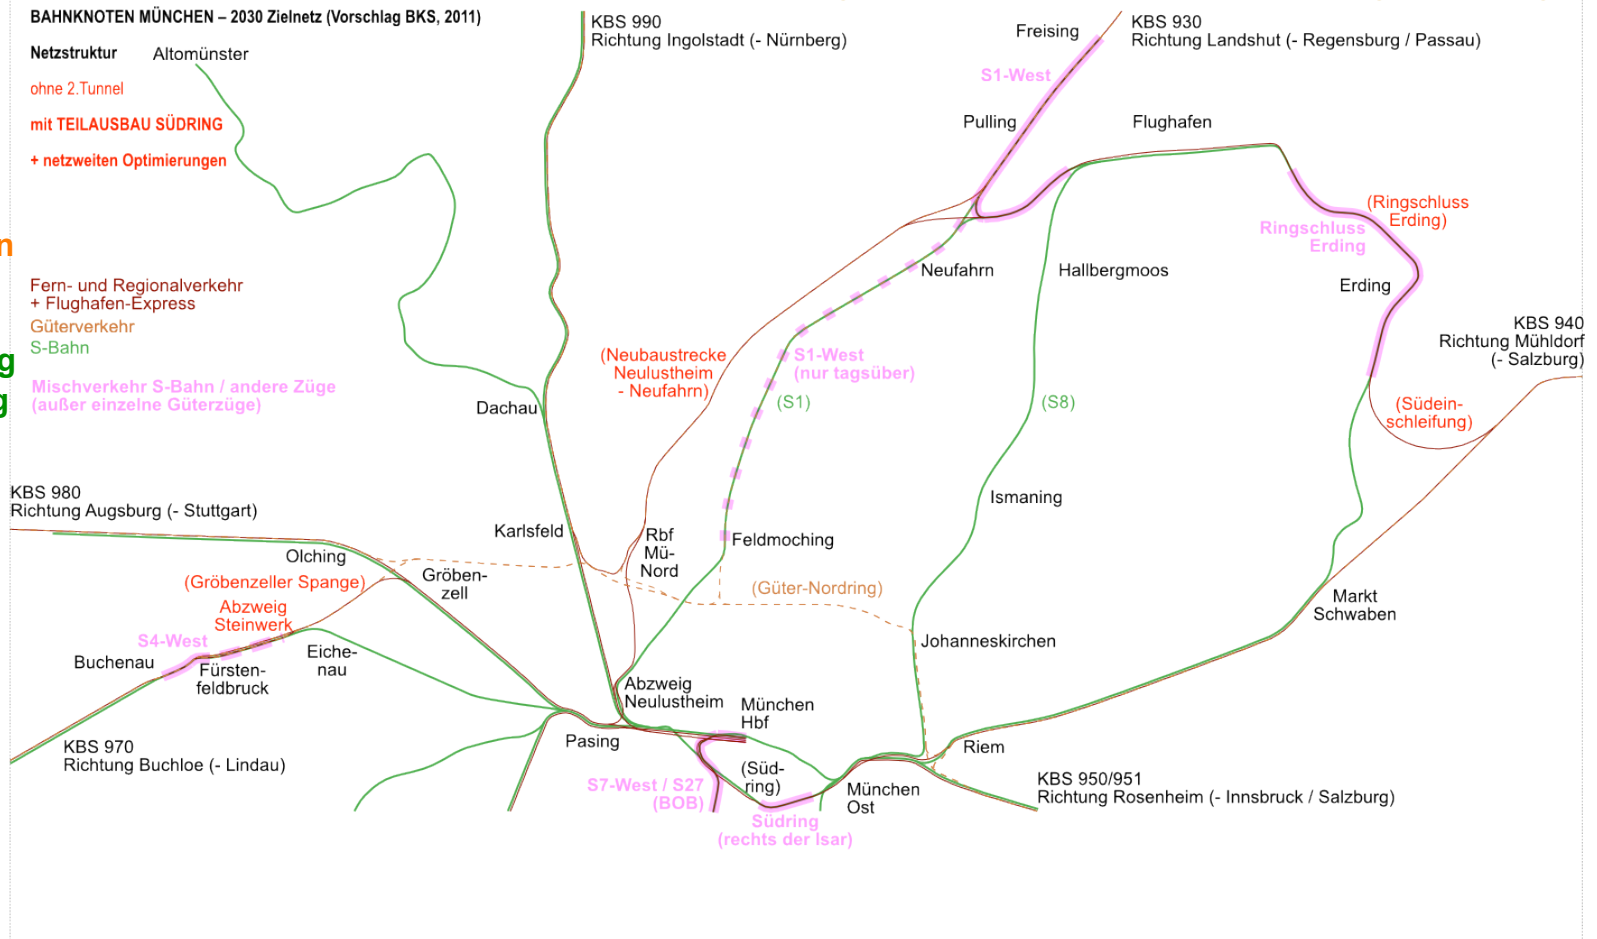 BAHNKNOTEN MÜNCHEN – 2030 Zielnetz (Vorschlag BKS, 2011)
Netzstruktur
Altomünster
ohne 2.Tunnel
mit TEILAUSBAU SÜDRING
+ netzweiten Optimierungen
KBS 990
Richtung Ingolstadt (- Nürnberg)
Freising
KBS 930
Richtung Landshut (- Regensburg / Passau)
S1-West
Pulling
Flughafen
(Ringschluss
Erding)
Ringschluss
Erding
n
Neufahrn
Hallbergmoos
Erding
Fern- und Regionalverkehr
+ Flughafen-Express
Güterverkehr
S-Bahn
g
Mischverkehr S-Bahn / andere Züge
(außer einzelne Güterzüge)
g
KBS 940
Richtung Mühldorf
(- Salzburg)
(Neubaustrecke
Neulustheim
- Neufahrn)
S1-West
(nur tagsüber)
(S1)
(S8)
(Südein-
schleifung)
Dachau
KBS 980
Richtung Augsburg (- Stuttgart)
Ismaning
Karlsfeld
Rbf
Mü-
Nord
Feldmoching
Olching
(Gröbenzeller Spange)
Gröben-
zell
(Güter-Nordring)
Abzweig
Steinwerk
Markt
Schwaben
S4-West
Buchenau
Fürsten-
feldbruck
Eiche-
nau
Johanneskirchen
Abzweig
Neulustheim
München
Hbf
Pasing
Riem
KBS 970
Richtung Buchloe (- Lindau)
S7-West / S27
(BOB)
(Süd-
ring)
München
Ost
KBS 950/951
Richtung Rosenheim (- Innsbruck / Salzburg)
Südring
(rechts der Isar)